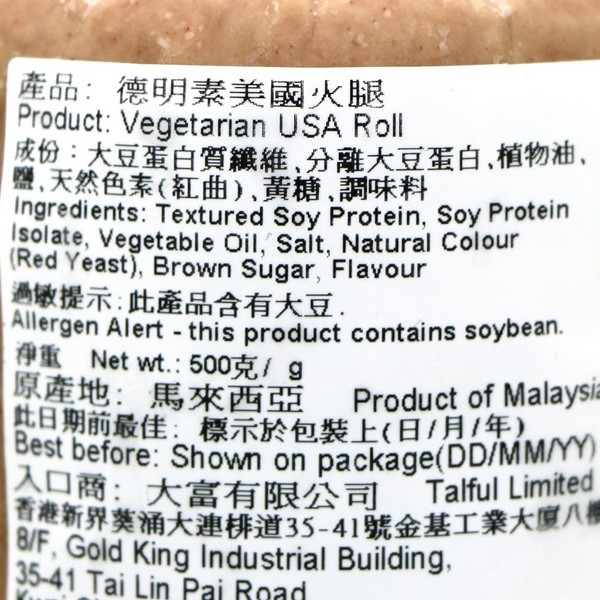 產品: 德明素美國火腿
Product: Vegetarian USA Roll
成份：大豆蛋白質纖維,分離大豆蛋白,植物油,
鹽,天然色素(紅曲),黃糖,調味料
Ingredients: Textured Soy Protein, Soy Protein
Isolate, Vegetable Oil, Salt, Natural Colour
(Red Yeast), Brown Sugar, Flavour
過敏提示:此產品含有大豆.
Allergen Alert - this product contains soybean.
淨重 Net wt.: 500克/ g
原產地: 馬來西亞 Product of Malaysia
此日期前最佳: 標示於包裝上(日/月/年)
Best before: Shown on package(DD/MM/YY)
入口商: 大富有限公司 Talful Limited
香港新界葵涌大連排道35-41號金基工業大廈八樓
8/F, Gold King Industrial Building,
35-41 Tai Lin Pai Road